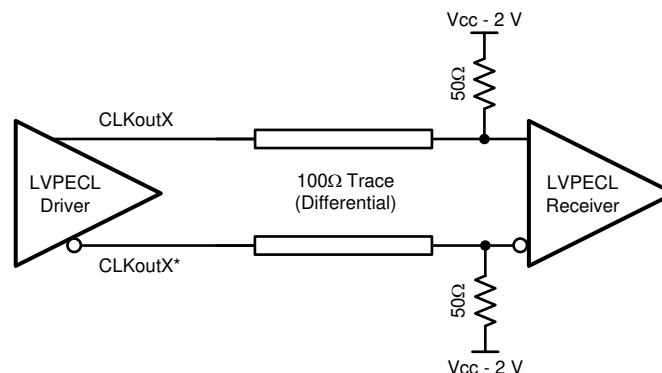 Vcc - 2 V
50Ω
CLKoutX
LVPECL
Driver
100Ω Trace
(Differential)
LVPECL
Receiver
CLKoutX*
50Ω
Vcc - 2 V